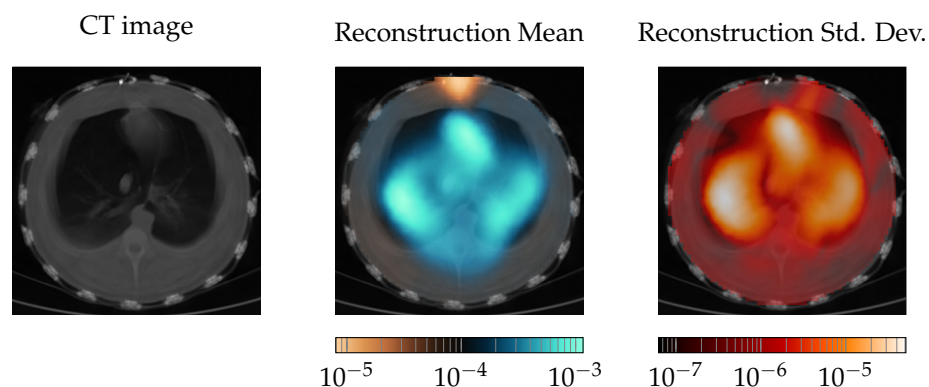 CT image
Reconstruction Mean
Reconstruction Std. Dev.
10⁻⁵ 10⁻⁴ 10⁻³
10⁻⁷ 10⁻⁶ 10⁻⁵